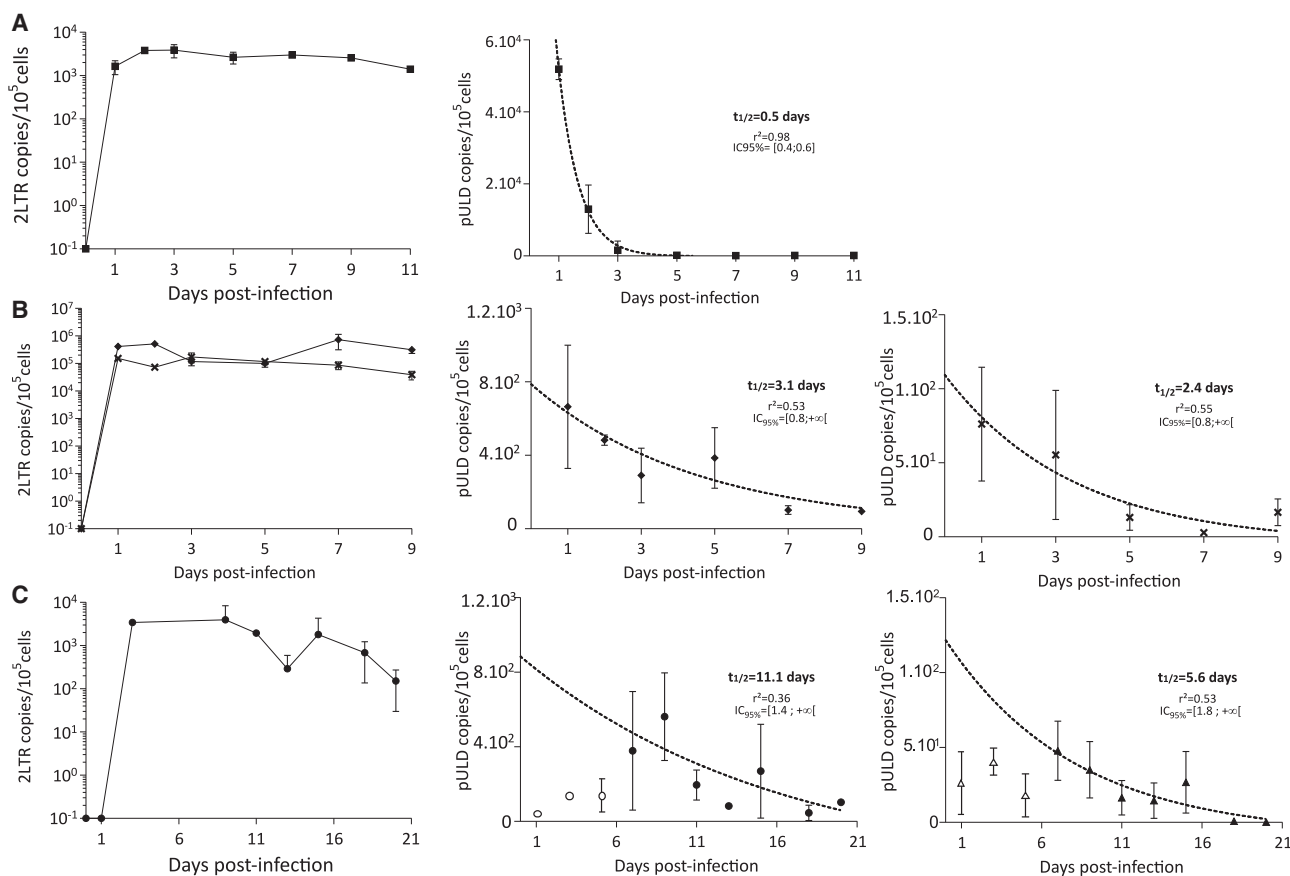 A
2LTR copies/10⁵cells
10⁴
10³
10²
10¹
10⁰
10⁻¹
1 3 5 7 9 11
Days post-infection
pULD copies/10⁵cells
6.10⁴
4.10⁴
2.10⁴
0
t1/2=0.5 days
r²=0.98
IC95%= [0.4;0.6]
1 3 5 7 9 11
Days post-infection
B
2LTR copies/10⁵cells
10⁷
10⁶
10⁵
10⁴
10³
10²
10¹
10⁰
10⁻¹
1 3 5 7 9
Days post-infection
pULD copies/10⁵cells
1.2.10³
8.10²
4.10²
0
t1/2=3.1 days
r²=0.53
IC95%=[0.8;+∞[
1 3 5 7 9
Days post-infection
pULD copies/10⁵cells
1.5.10²
1.10²
5.10¹
0
t1/2=2.4 days
r²=0.55
IC95%=[0.8;+∞[
1 3 5 7 9
Days post-infection
C
2LTR copies/10⁵cells
10⁴
10³
10²
10¹
10⁰
10⁻¹
1 6 11 16 21
Days post-infection
pULD copies/10⁵cells
1.2.10³
8.10²
4.10²
0
t1/2=11.1 days
r²=0.36
IC95%=[1.4 ; +∞[
1 6 11 16 21
Days post-infection
pULD copies/10⁵cells
1.5.10²
1.10²
5.10¹
0
t1/2=5.6 days
r²=0.53
IC95%=[1.8 ; +∞[
1 6 11 16 21
Days post-infection